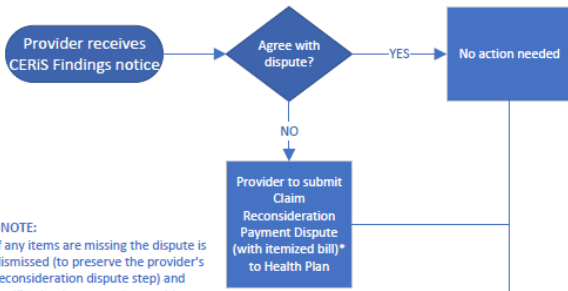 Provider receives
CERiS Findings notice
Agree with
dispute?
YES
No action needed
NO
Provider to submit
Claim
Reconsideration
Payment Dispute
(with itemized bill)*
to Health Plan
NOTE:
f any items are missing the dispute is
dismissed (to preserve the provider's
econsideration dispute step) and